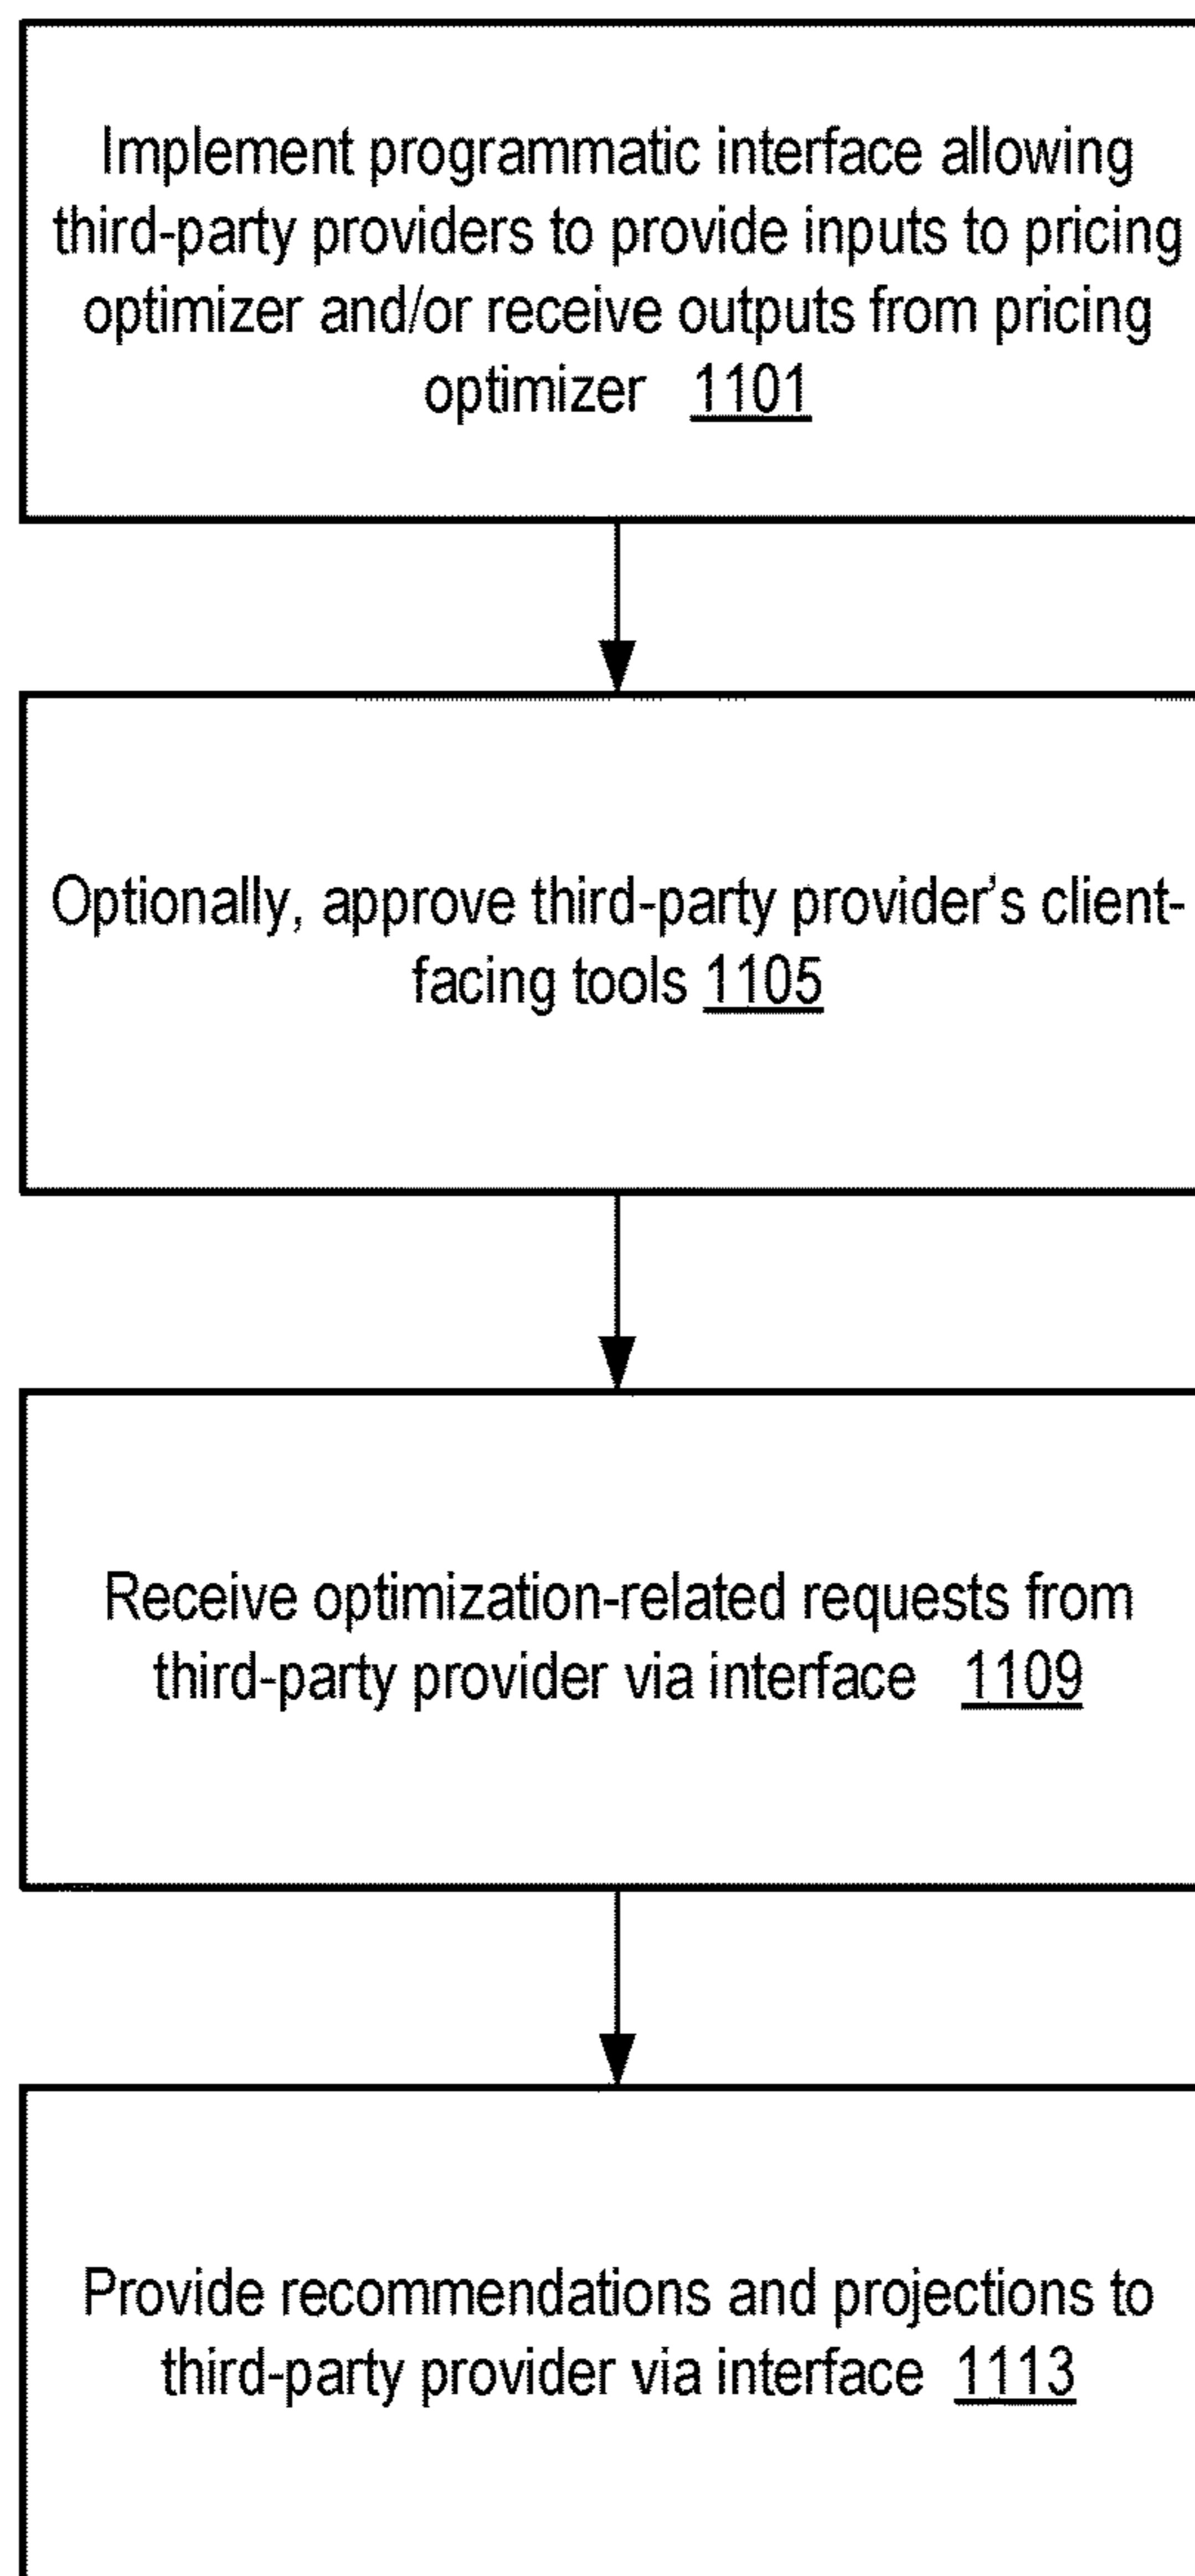 Implement programmatic interface allowing
third-party providers to provide inputs to pricing
optimizer and/or receive outputs from pricing
optimizer 1101
Optionally, approve third-party provider’s client-
facing tools 1105
Receive optimization-related requests from
third-party provider via interface 1109
Provide recommendations and projections to
third-party provider via interface 1113